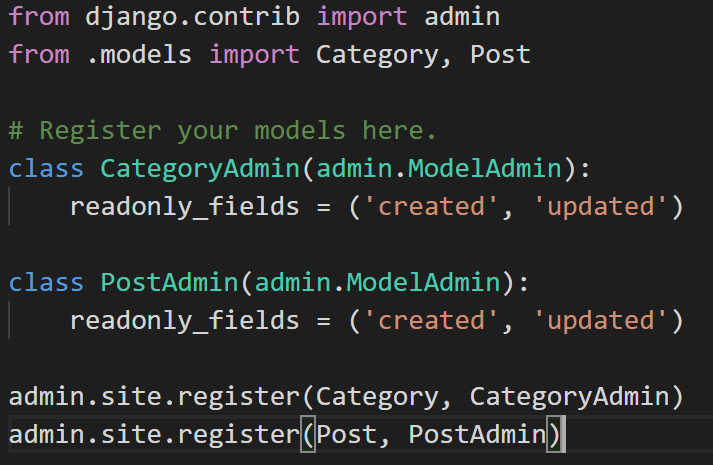 from django.contrib import admin
from .models import Category, Post
# Register your models here.
class CategoryAdmin(admin.ModelAdmin):
    readonly_fields = ('created', 'updated')
class PostAdmin(admin.ModelAdmin):
    readonly_fields = ('created', 'updated')
admin.site.register(Category, CategoryAdmin)
admin.site.register(Post, PostAdmin)